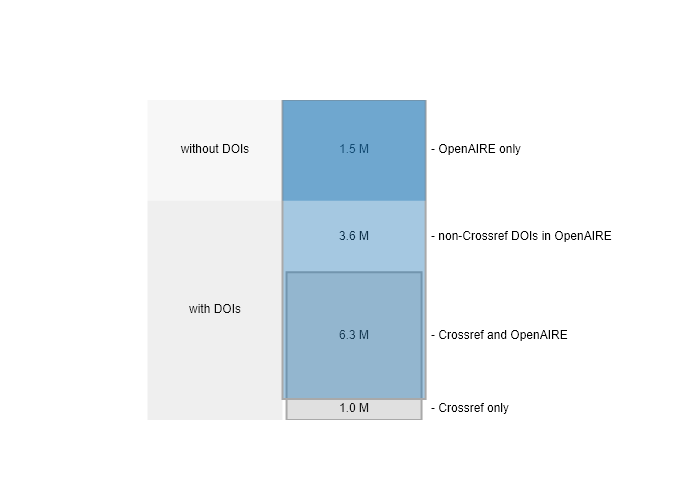 without DOIs
1.5 M
- OpenAIRE only
3.6 M
- non-Crossref DOIs in OpenAIRE
with DOIs
6.3 M
- Crossref and OpenAIRE
1.0 M
- Crossref only